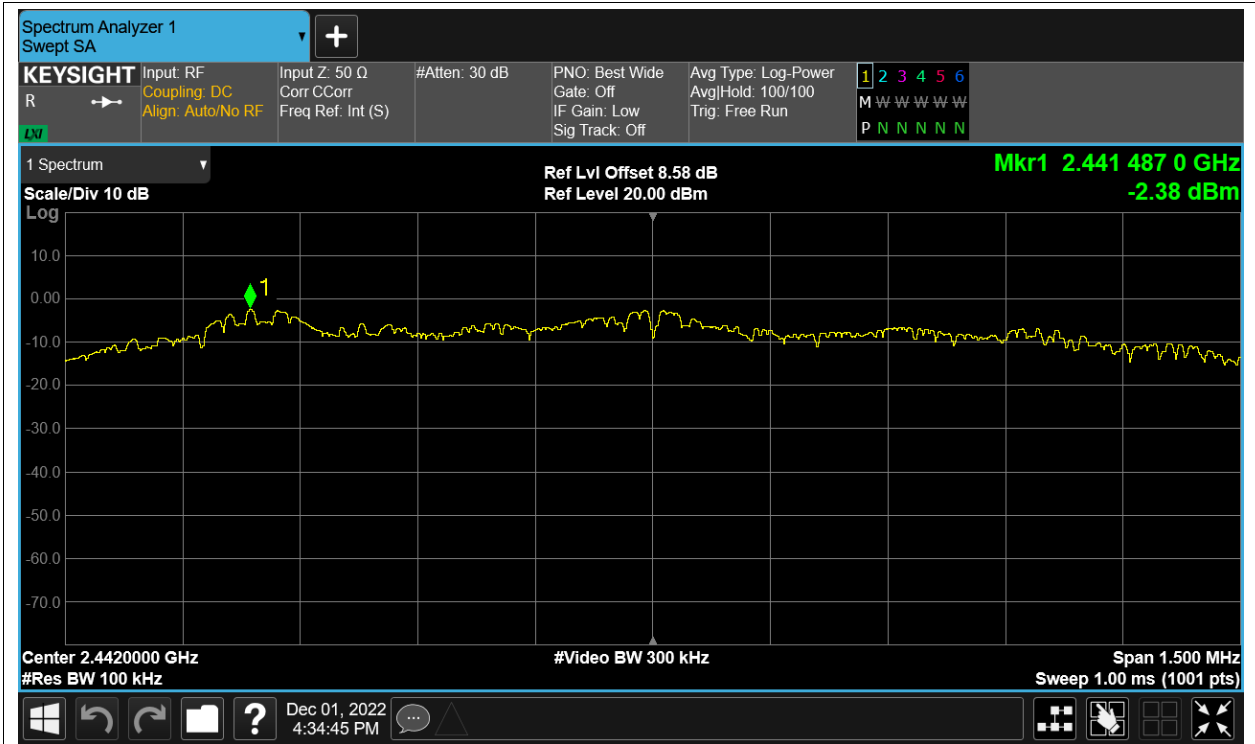 Spectrum Analyzer 1
Swept SA
KEYSIGHT
R
LXI
Input: RF
Coupling: DC
Align: Auto/No RF
Input Z: 50 Ω
Corr CCorr
Freq Ref: Int (S)
#Atten: 30 dB
PNO: Best Wide
Gate: Off
IF Gain: Low
Sig Track: Off
Avg Type: Log-Power
Avg|Hold: 100/100
Trig: Free Run
1 2 3 4 5 6
M W W W W W
P N N N N N
1 Spectrum
Scale/Div 10 dB
Log
Ref Lvl Offset 8.58 dB
Ref Level 20.00 dBm
Mkr1 2.441 487 0 GHz
-2.38 dBm
10.0
0.00
-10.0
-20.0
-30.0
-40.0
-50.0
-60.0
-70.0
1
Center 2.4420000 GHz
#Res BW 100 kHz
#Video BW 300 kHz
Span 1.500 MHz
Sweep 1.00 ms (1001 pts)
?
Dec 01, 2022
4:34:45 PM